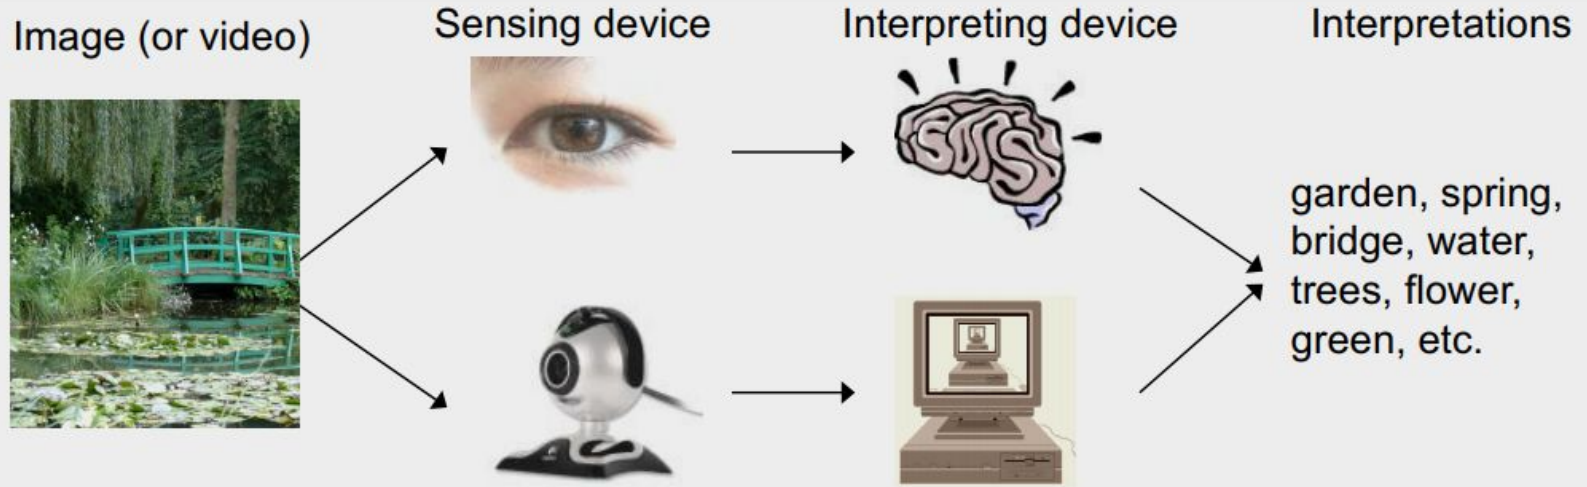 Image (or video)
Sensing device
Interpreting device
Interpretations
garden, spring,
bridge, water,
trees, flower,
green, etc.